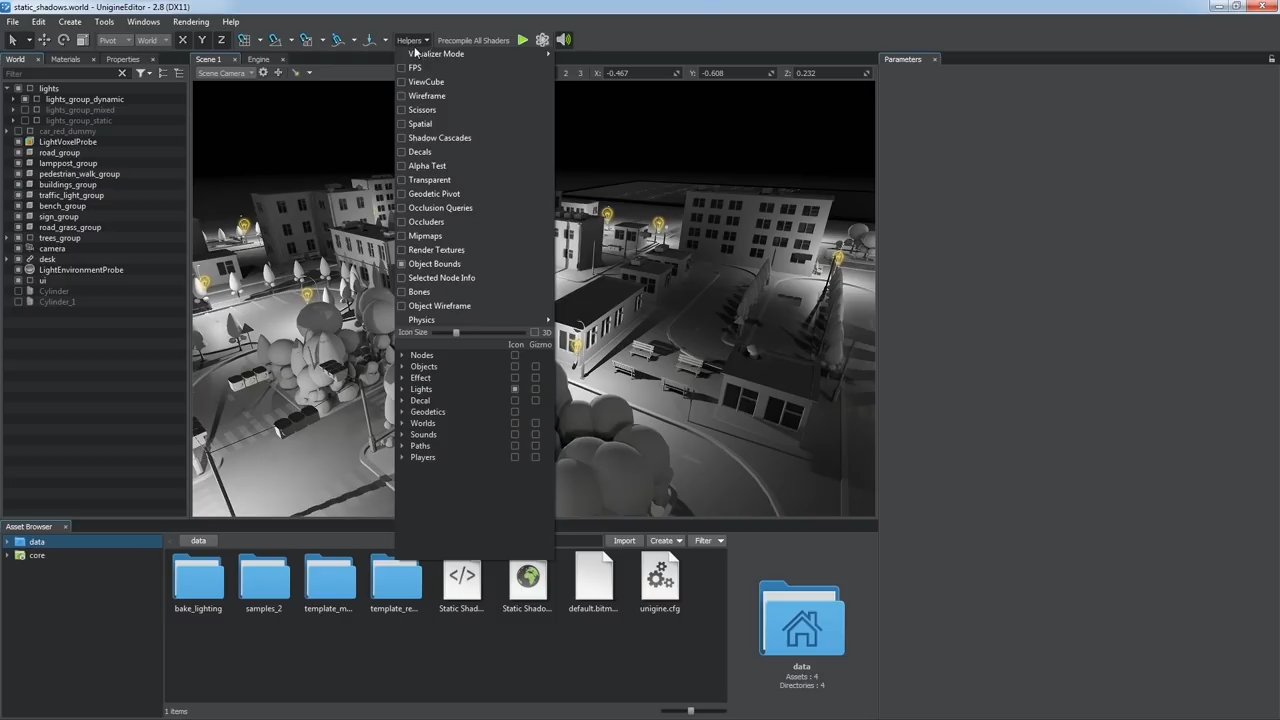 static_shadows.world - UnigineEditor - 2.8 (DX11)
File Edit Create Tools Windows Rendering Help
Pivot World X Y Z Helpers Precompile All Shaders
World Materials Properties Scene 1 Engine Parameters
Filter Scene Camera 2 3 X: -0.467 Y: -0.608 Z: 0.232
lights
lights_group_dynamic
lights_group_mixed
lights_group_static
car_red_dummy
LightVoxelProbe
road_group
lamppost_group
pedestrian_walk_group
buildings_group
traffic_light_group
bench_group
sign_group
road_grass_group
trees_group
camera
desk
LightEnvironmentProbe
ui
Cylinder
Cylinder_1
Visualizer Mode
FPS
ViewCube
Wireframe
Scissors
Spatial
Shadow Cascades
Decals
Alpha Test
Transparent
Geodetic Pivot
Occlusion Queries
Occluders
Mipmaps
Render Textures
Object Bounds
Selected Node Info
Bones
Object Wireframe
Physics
Icon Size 3D
Icon Gizmo
Nodes
Objects
Effect
Lights
Decal
Geodetics
Worlds
Sounds
Paths
Players
Asset Browser
data
core
data Import Create Filter
bake_lighting samples_2 template_m... template_re... Static Shad... Static Shado... default.bitm... unigine.cfg
data
Assets : 4
Directories : 4
1 items